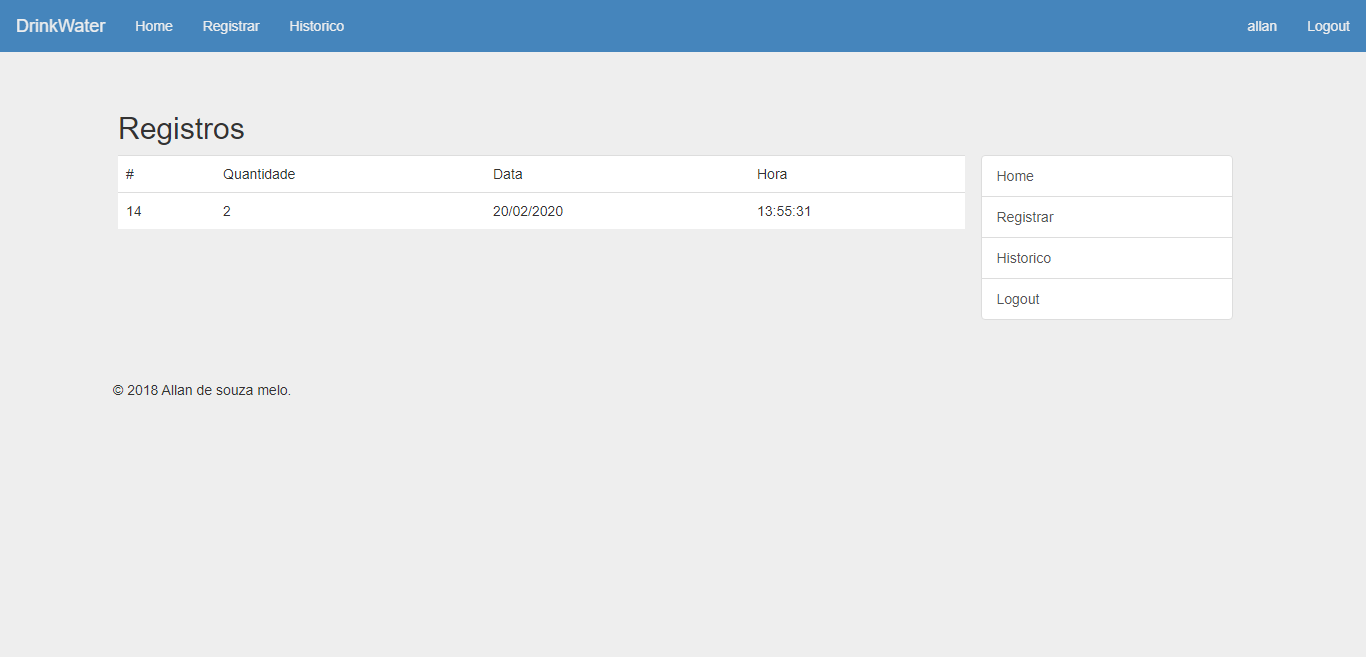 DrinkWater Home Registrar Historico allan Logout
Registros
# Quantidade Data Hora
14 2 20/02/2020 13:55:31
Home
Registrar
Historico
Logout
© 2018 Allan de souza melo.